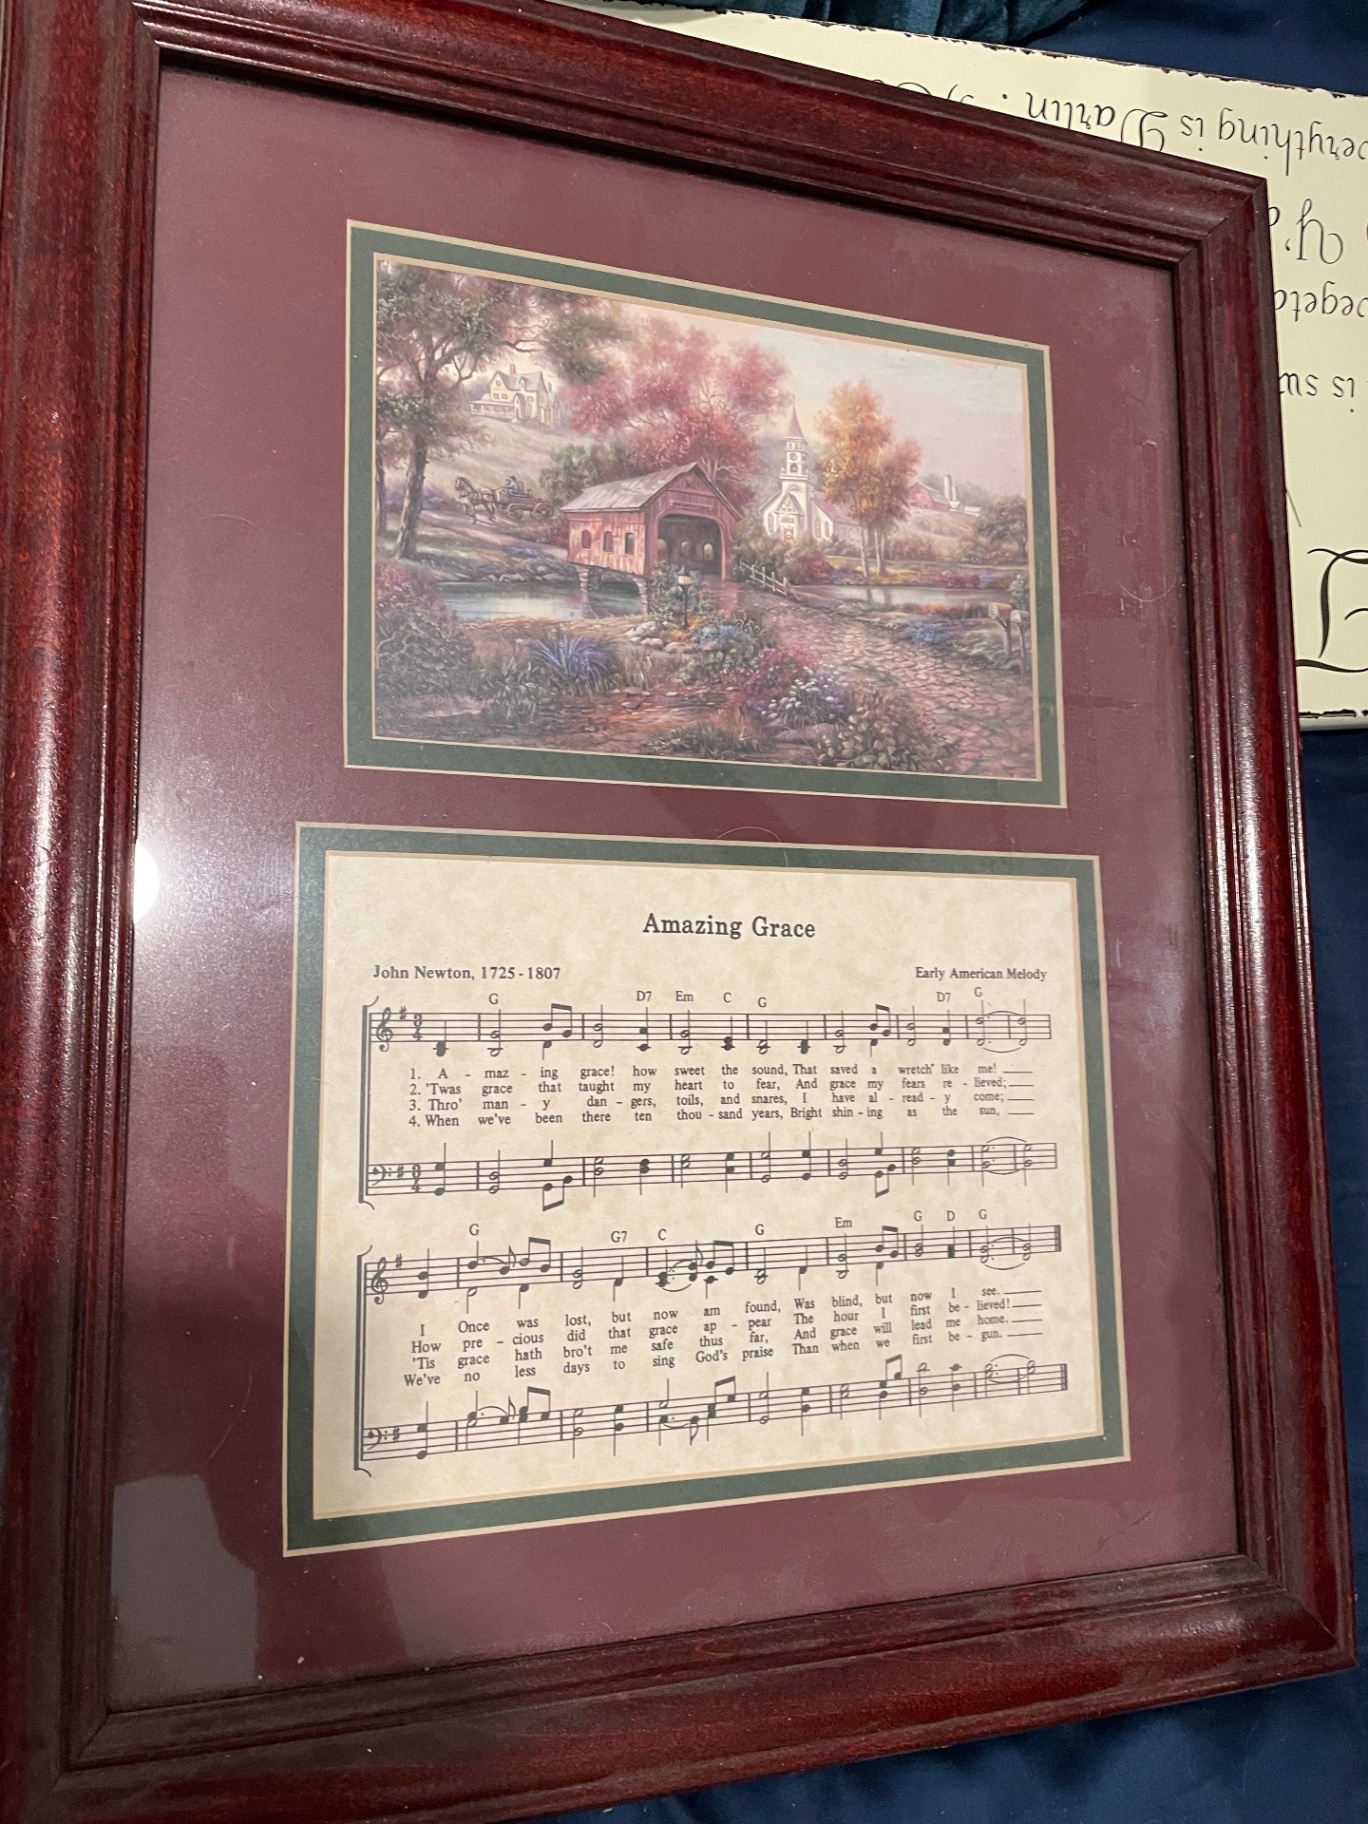 Amazing Grace
John Newton, 1725 - 1807
Early American Melody
G D7 Em C G D7 G
1. A - maz - ing grace! how sweet the sound, That saved a wretch' like me!
2. 'Twas grace that taught my heart to fear, And grace my fears re - lieved;
3. Thro' man - y dan - gers, toils, and snares, I have al - read - y come;
4. When we've been there ten thou - sand years, Bright shin - ing as the sun,
G G7 C G Em G D G
I Once was lost, but now am found, Was blind, but now I see.
How pre - cious did that grace ap - pear The hour I first be - lieved!
'Tis grace hath bro't me safe thus far, And grace will lead me home.
We've no less days to sing God's praise Than when we first be - gun.
is
Y'
erything is Darlin'.